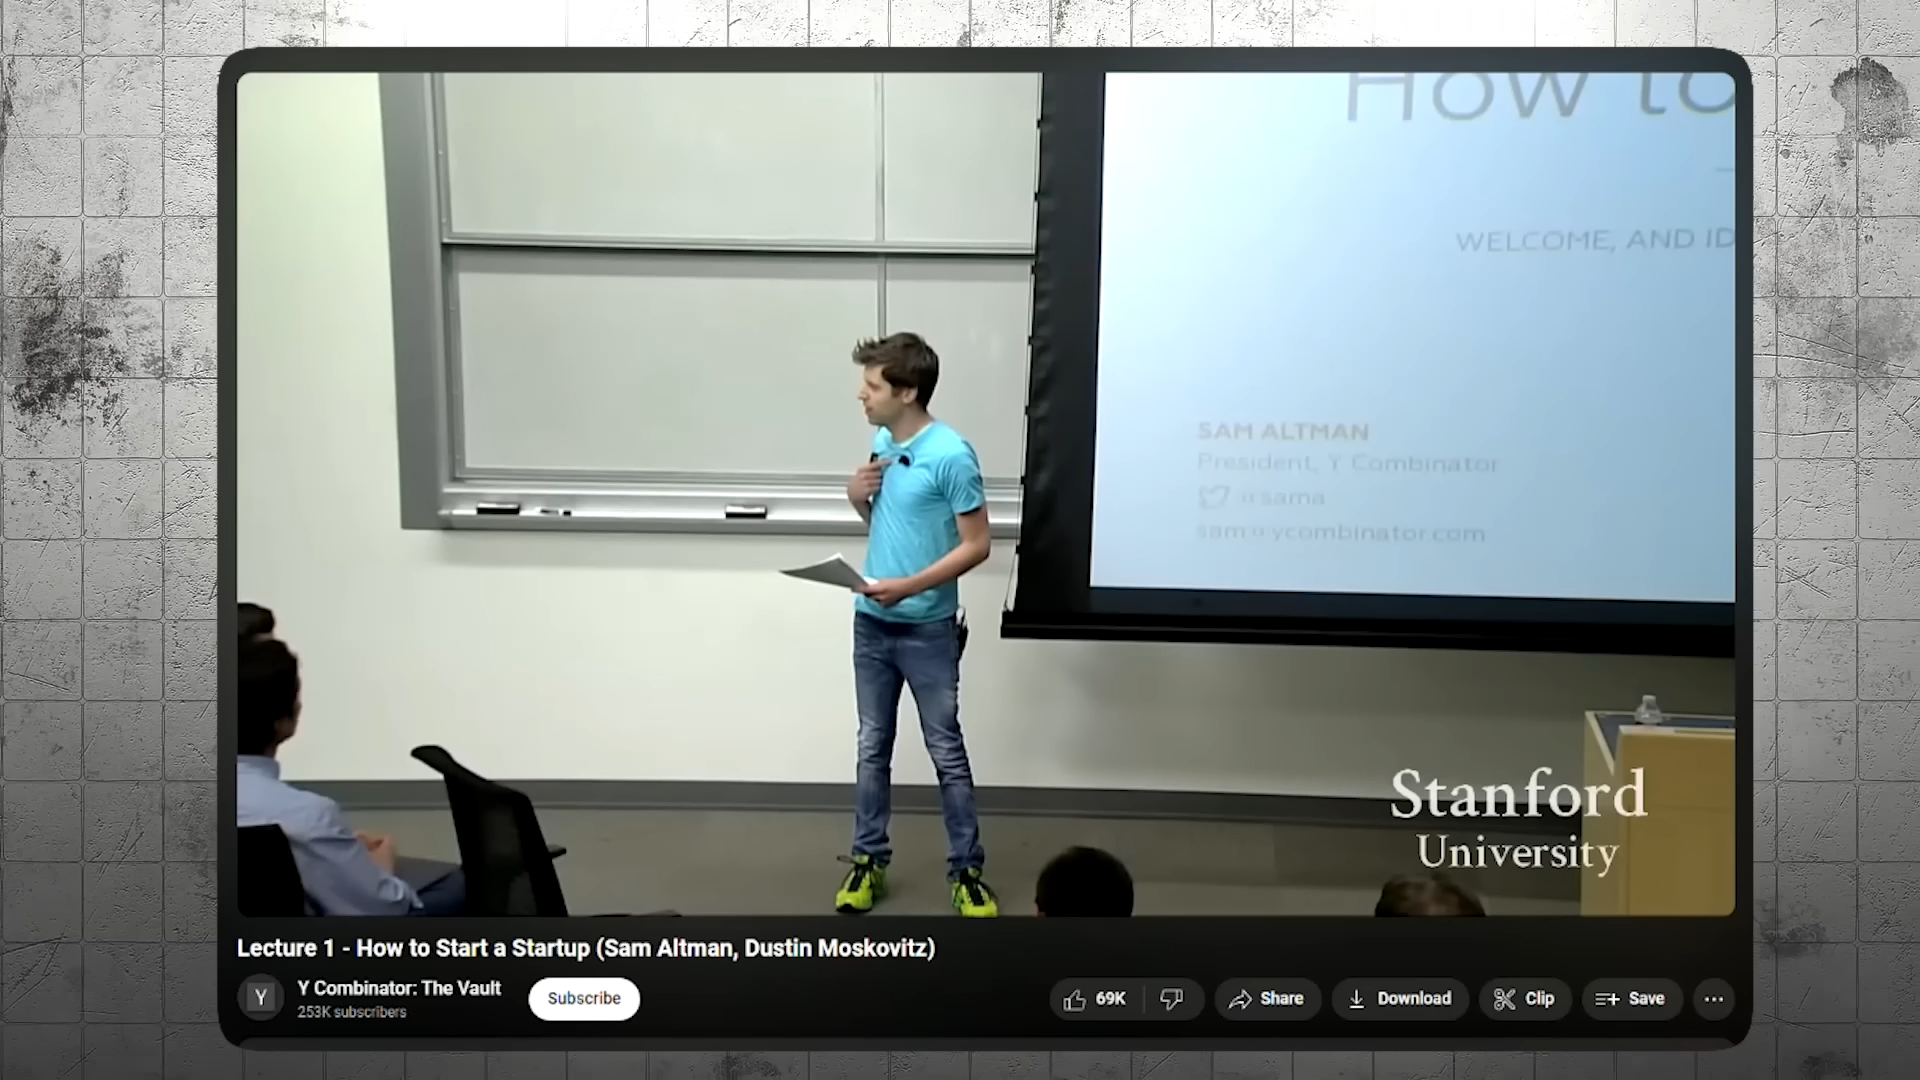 How to
WELCOME, AND ID
SAM ALTMAN
President, Y Combinator
@sama
sam@ycombinator.com
Stanford
University
Lecture 1 - How to Start a Startup (Sam Altman, Dustin Moskovitz)
Y
Y Combinator: The Vault
253K subscribers
Subscribe
69K
Share
Download
Clip
Save